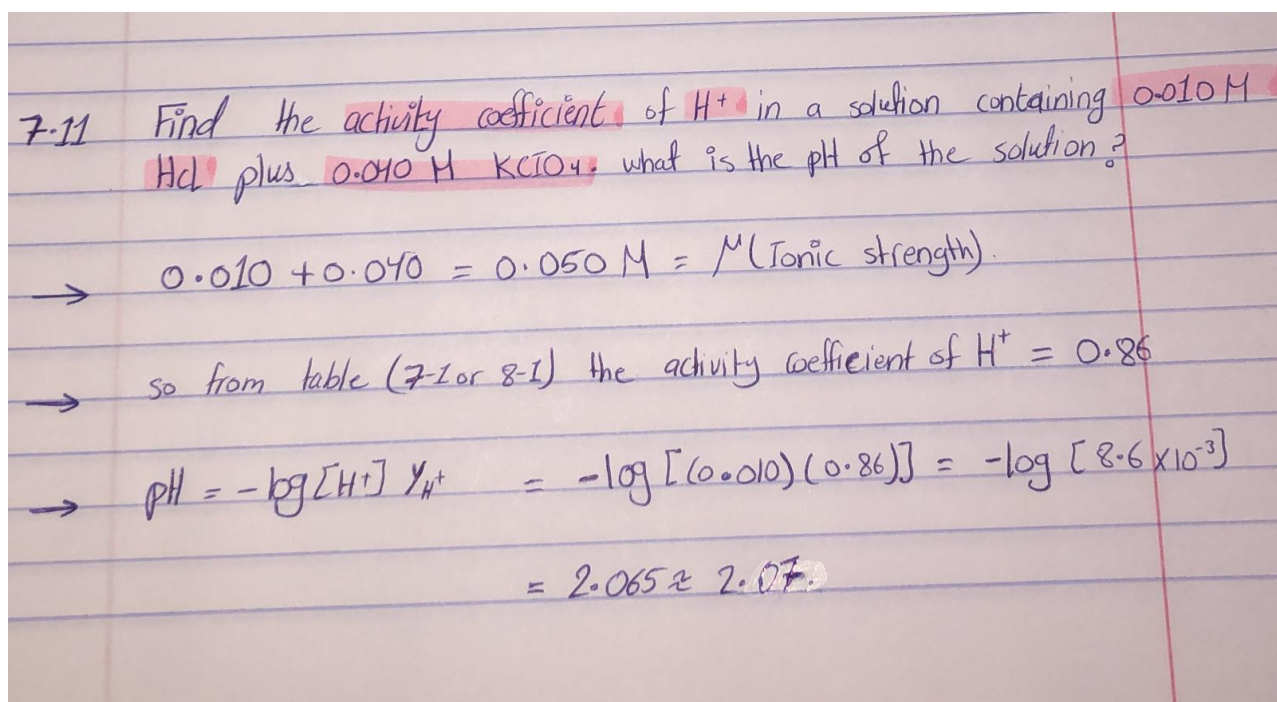 7.11 Find the activity coefficient of H+ in a solution containing 0.010 M
Hcl plus 0.040 M KClO4. what is the pH of the solution?
→ 0.010 + 0.040 = 0.050 M = μ (Ionic strength).
→ so from table (7-1 or 8-1) the activity coefficient of H⁺ = 0.86
→ pH = -log [H+] γH+ = -log [(0.010)(0.86)] = -log [8.6 x10⁻³]
= 2.065 ≈ 2.07.